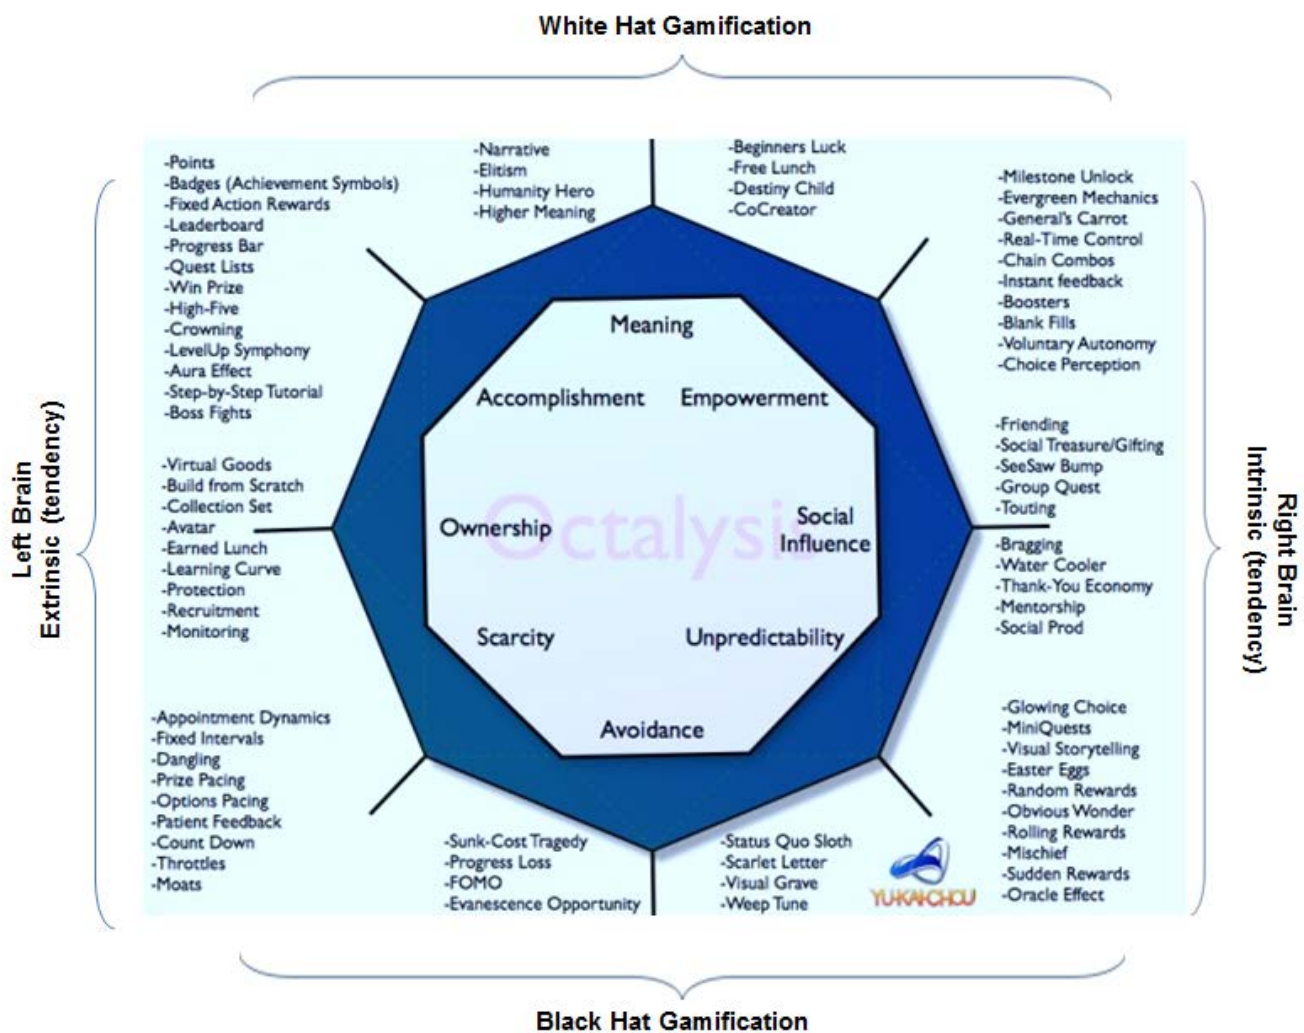 White Hat Gamification
-Points
-Badges (Achievement Symbols)
-Fixed Action Rewards
-Leaderboard
-Progress Bar
-Quest Lists
-Win Prize
-High-Five
-Crowning
-LevelUp Symphony
-Aura Effect
-Step-by-Step Tutorial
-Boss Fights
-Narrative
-Elitism
-Humanity Hero
-Higher Meaning
-Beginners Luck
-Free Lunch
-Destiny Child
-CoCreator
-Milestone Unlock
-Evergreen Mechanics
-General's Carrot
-Real-Time Control
-Chain Combos
-Instant feedback
-Boosters
-Blank Fills
-Voluntary Autonomy
-Choice Perception
Left Brain
Extrinsic (tendency)
-Virtual Goods
-Build from Scratch
-Collection Set
-Avatar
-Earned Lunch
-Learning Curve
-Protection
-Recruitment
-Monitoring
Meaning
Accomplishment
Empowerment
Ownership
Octalysis
Social
Influence
Scarcity
Unpredictability
Avoidance
-Friending
-Social Treasure/Gifting
-SeeSaw Bump
-Group Quest
-Touting
-Bragging
-Water Cooler
-Thank-You Economy
-Mentorship
-Social Prod
Right Brain
Intrinsic (tendency)
-Appointment Dynamics
-Fixed Intervals
-Dangling
-Prize Pacing
-Options Pacing
-Patient Feedback
-Count Down
-Throttles
-Moats
-Sunk-Cost Tragedy
-Progress Loss
-FOMO
-Evanescence Opportunity
-Status Quo Sloth
-Scarlet Letter
-Visual Grave
-Weep Tune
YU-KAI-CHOU
-Glowing Choice
-MiniQuests
-Visual Storytelling
-Easter Eggs
-Random Rewards
-Obvious Wonder
-Rolling Rewards
-Mischief
-Sudden Rewards
-Oracle Effect
Black Hat Gamification